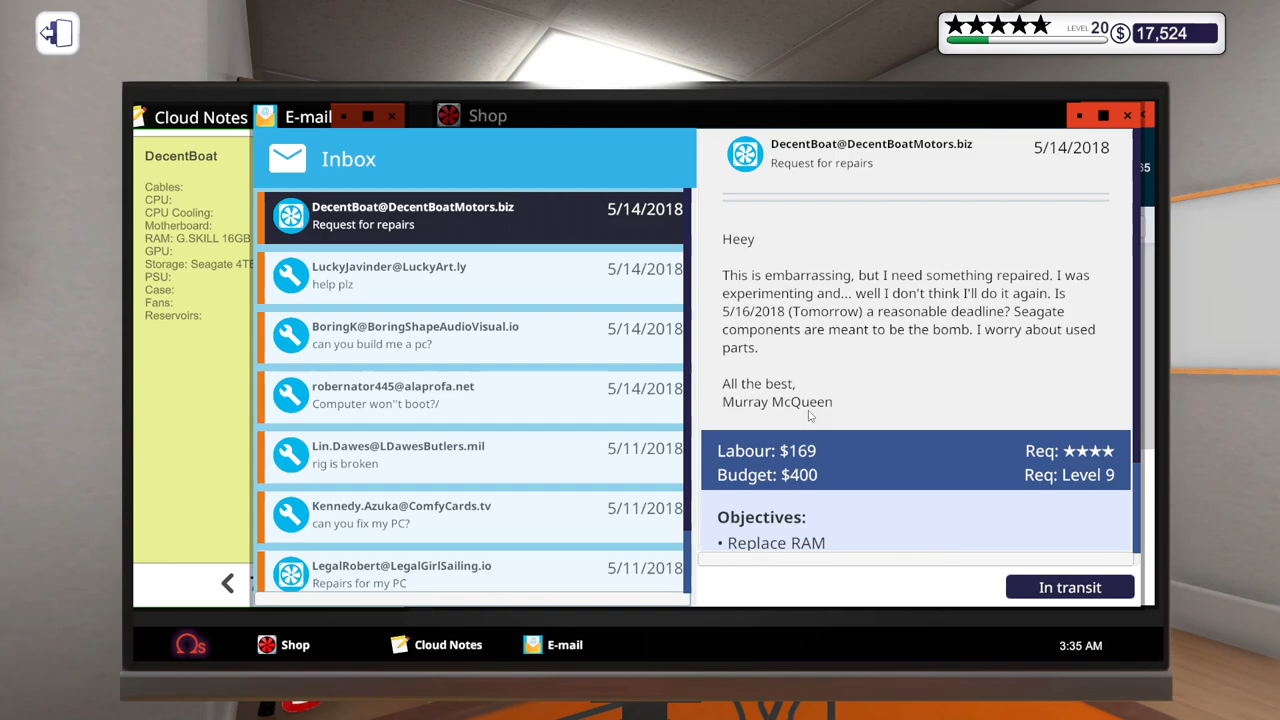 LEVEL 20
$ 17,524
Cloud Notes
E-mail
Shop
DecentBoat
Cables:
CPU:
CPU Cooling:
Motherboard:
RAM: G.SKILL 16GB
GPU:
Storage: Seagate 4TE
PSU:
Case:
Fans:
Reservoirs:
Inbox
DecentBoat@DecentBoatMotors.biz 5/14/2018
Request for repairs
LuckyJavinder@LuckyArt.ly 5/14/2018
help plz
BoringK@BoringShapeAudioVisual.io 5/14/2018
can you build me a pc?
robernator445@alaprofa.net 5/14/2018
Computer won''t boot?/
Lin.Dawes@LDawesButlers.mil 5/11/2018
rig is broken
Kennedy.Azuka@ComfyCards.tv 5/11/2018
can you fix my PC?
LegalRobert@LegalGirlSailing.io 5/11/2018
Repairs for my PC
DecentBoat@DecentBoatMotors.biz 5/14/2018
Request for repairs
Heey
This is embarrassing, but I need something repaired. I was
experimenting and... well I don't think I'll do it again. Is
5/16/2018 (Tomorrow) a reasonable deadline? Seagate
components are meant to be the bomb. I worry about used
parts.
All the best,
Murray McQueen
Labour: $169 Req: ★★★★
Budget: $400 Req: Level 9
Objectives:
• Replace RAM
In transit
65
Ωs
Shop
Cloud Notes
E-mail
3:35 AM